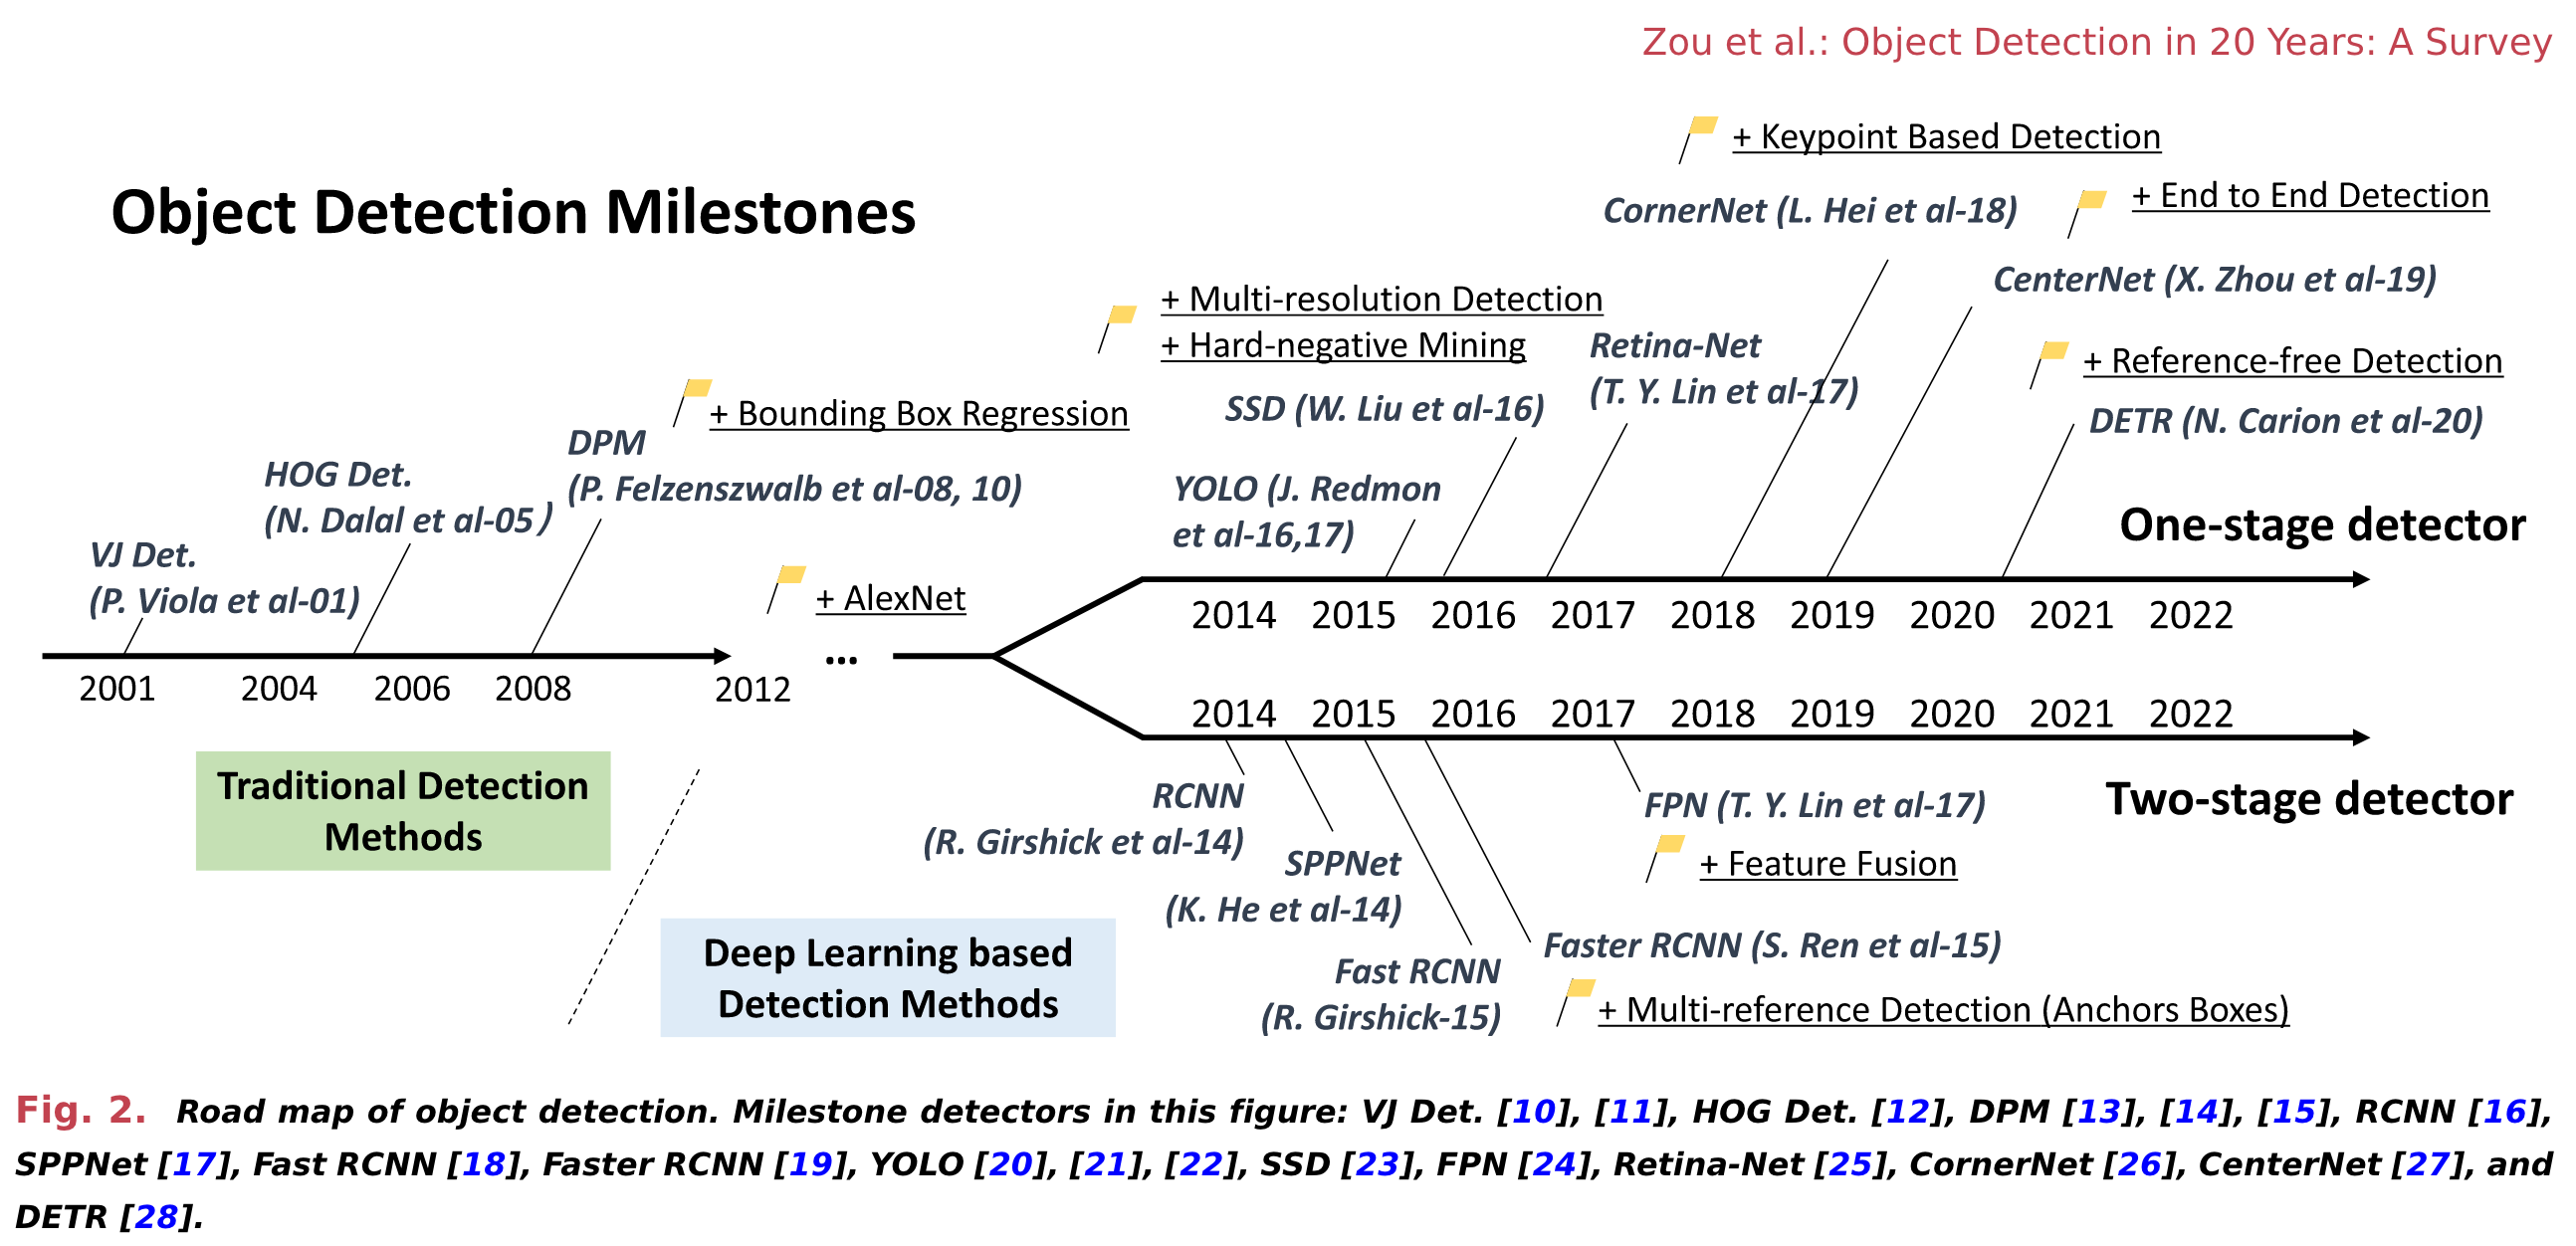 Zou et al.: Object Detection in 20 Years: A Survey
+ Keypoint Based Detection
Object Detection Milestones
CornerNet (L. Hei et al-18)
+ End to End Detection
CenterNet (X. Zhou et al-19)
+ Multi-resolution Detection
+ Hard-negative Mining
Retina-Net
(T. Y. Lin et al-17)
+ Reference-free Detection
DETR (N. Carion et al-20)
SSD (W. Liu et al-16)
+ Bounding Box Regression
DPM
(P. Felzenszwalb et al-08, 10)
HOG Det.
(N. Dalal et al-05)
YOLO (J. Redmon
et al-16,17)
One-stage detector
VJ Det.
(P. Viola et al-01)
+ AlexNet
2014 2015 2016 2017 2018 2019 2020 2021 2022
...
2001 2004 2006 2008 2012
2014 2015 2016 2017 2018 2019 2020 2021 2022
Traditional Detection
Methods
Two-stage detector
RCNN
(R. Girshick et al-14)
FPN (T. Y. Lin et al-17)
+ Feature Fusion
SPPNet
(K. He et al-14)
Deep Learning based
Detection Methods
Faster RCNN (S. Ren et al-15)
Fast RCNN
(R. Girshick-15)
+ Multi-reference Detection (Anchors Boxes)
Fig. 2. Road map of object detection. Milestone detectors in this figure: VJ Det. [10], [11], HOG Det. [12], DPM [13], [14], [15], RCNN [16],
SPPNet [17], Fast RCNN [18], Faster RCNN [19], YOLO [20], [21], [22], SSD [23], FPN [24], Retina-Net [25], CornerNet [26], CenterNet [27], and
DETR [28].